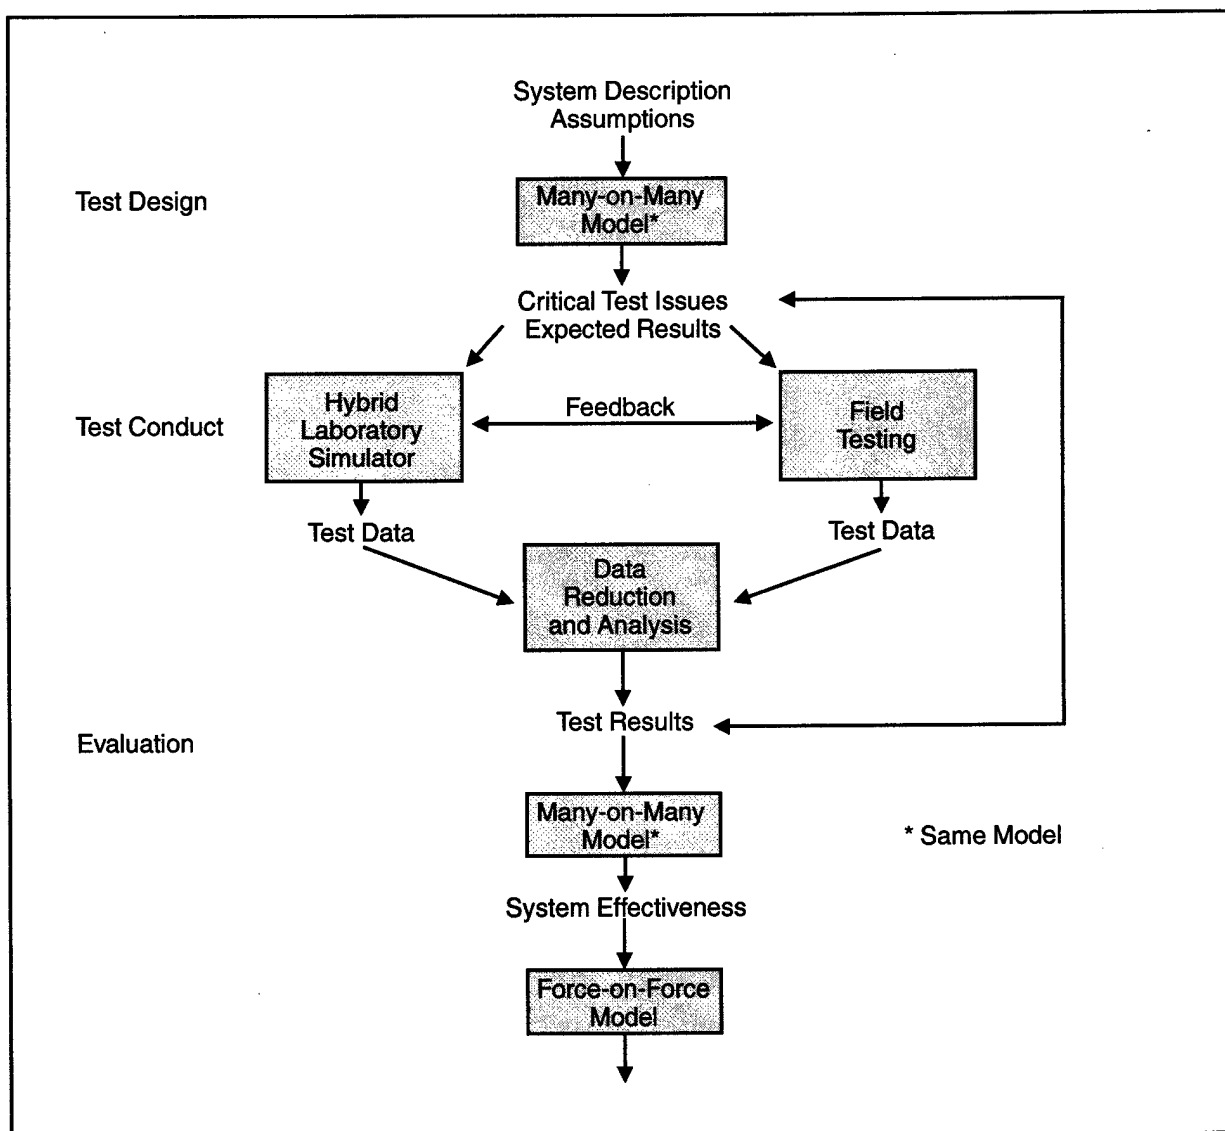 System Description
Assumptions
Test Design
Many-on-Many
Model*
Critical Test Issues
Expected Results
Test Conduct
Hybrid
Laboratory
Simulator
Feedback
Field
Testing
Test Data
Test Data
Data
Reduction
and Analysis
Test Results
Evaluation
Many-on-Many
Model*
* Same Model
System Effectiveness
Force-on-Force
Model